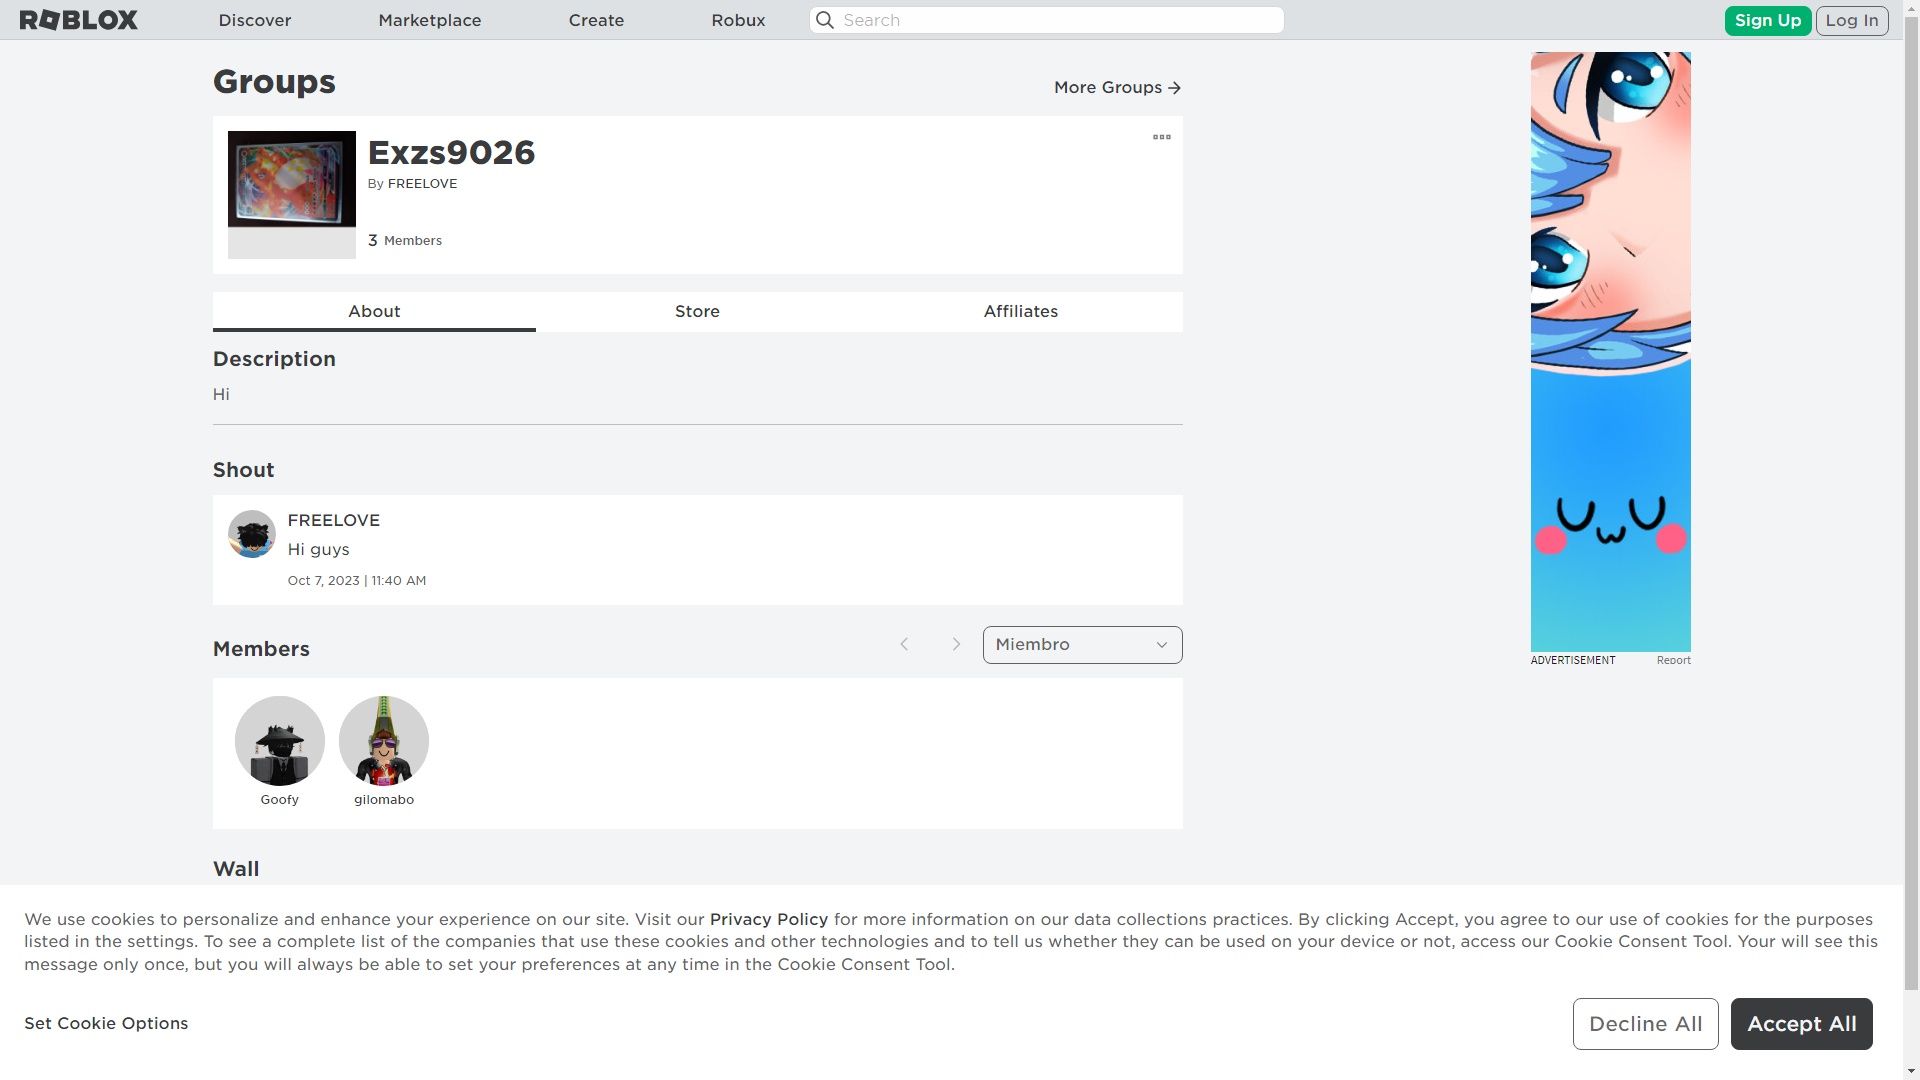 ROBLOX
Discover
Marketplace
Create
Robux
Search
Sign Up
Log In
Groups
More Groups
Exzs9026
By FREELOVE
3 Members
About
Store
Affiliates
Description
Hi
Shout
FREELOVE
Hi guys
Oct 7, 2023 | 11:40 AM
Members
Miembro
Goofy
gilomabo
Wall
ADVERTISEMENT
Report
We use cookies to personalize and enhance your experience on our site. Visit our Privacy Policy for more information on our data collections practices. By clicking Accept, you agree to our use of cookies for the purposes
listed in the settings. To see a complete list of the companies that use these cookies and other technologies and to tell us whether they can be used on your device or not, access our Cookie Consent Tool. Your will see this
message only once, but you will always be able to set your preferences at any time in the Cookie Consent Tool.
Set Cookie Options
Decline All
Accept All